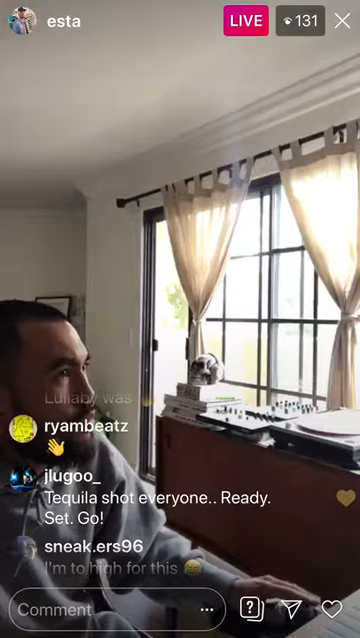 esta
LIVE
131
Lullaby was
ryambeatz
👋
jlugoo_
Tequila shot everyone.. Ready.
Set. Go!
sneak.ers96
I'm to high for this 😂
Comment